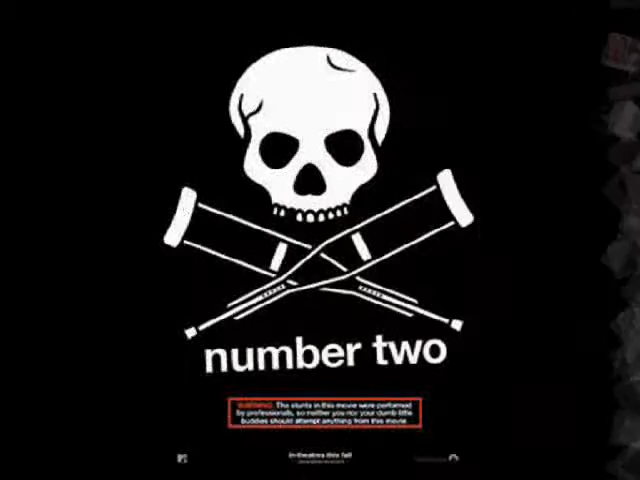 number two
WARNING: The stunts in this movie were performed
by professionals, so neither you nor your dumb little
buddies should attempt anything from this movie
in theatres this fall